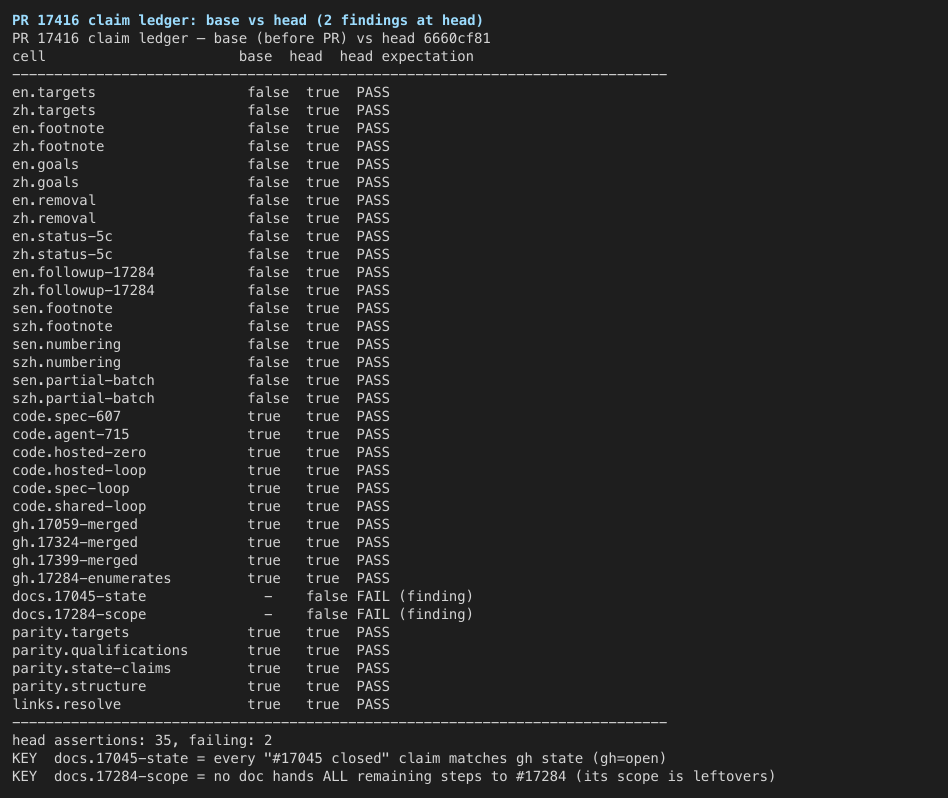 PR 17416 claim ledger: base vs head (2 findings at head)
PR 17416 claim ledger — base (before PR) vs head 6660cf81
cell                       base  head  head expectation
——————————————————————————————————————————————————————————————————————————————
en.targets                  false  true  PASS
zh.targets                  false  true  PASS
en.footnote                 false  true  PASS
zh.footnote                 false  true  PASS
en.goals                    false  true  PASS
zh.goals                    false  true  PASS
en.removal                  false  true  PASS
zh.removal                  false  true  PASS
en.status-5c                false  true  PASS
zh.status-5c                false  true  PASS
en.followup-17284           false  true  PASS
zh.followup-17284           false  true  PASS
sen.footnote                false  true  PASS
szh.footnote                false  true  PASS
sen.numbering               false  true  PASS
szh.numbering               false  true  PASS
sen.partial-batch           false  true  PASS
szh.partial-batch           false  true  PASS
code.spec-607               true   true  PASS
code.agent-715              true   true  PASS
code.hosted-zero            true   true  PASS
code.hosted-loop            true   true  PASS
code.spec-loop              true   true  PASS
code.shared-loop            true   true  PASS
gh.17059-merged             true   true  PASS
gh.17324-merged             true   true  PASS
gh.17399-merged             true   true  PASS
gh.17284-enumerates         true   true  PASS
docs.17045-state              -    false FAIL (finding)
docs.17284-scope              -    false FAIL (finding)
parity.targets              true   true  PASS
parity.qualifications       true   true  PASS
parity.state-claims         true   true  PASS
parity.structure            true   true  PASS
links.resolve               true   true  PASS
——————————————————————————————————————————————————————————————————————————————
head assertions: 35, failing: 2
KEY  docs.17045-state = every "#17045 closed" claim matches gh state (gh=open)
KEY  docs.17284-scope = no doc hands ALL remaining steps to #17284 (its scope is leftovers)